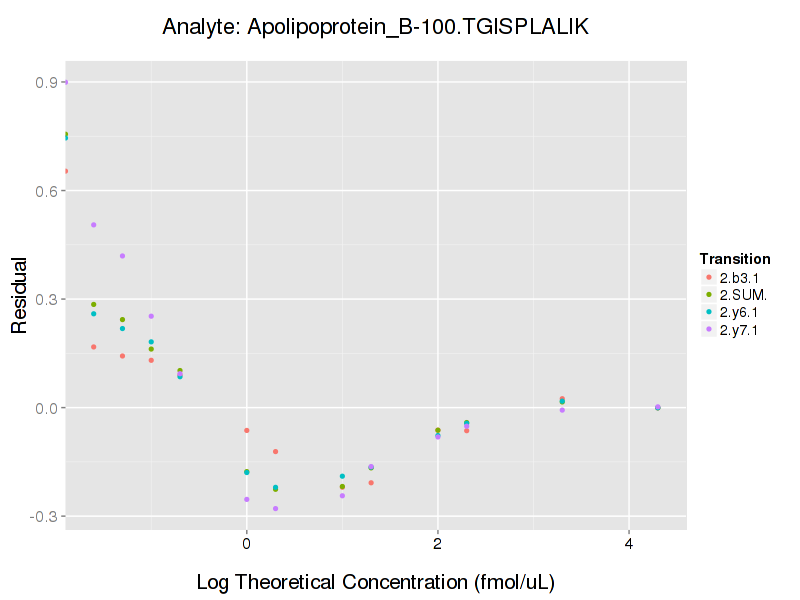 Analyte: Apolipoprotein_B-100.TGISPLALIK
Residual
0.9
0.6
0.3
0.0
-0.3
0 2 4
Log Theoretical Concentration (fmol/uL)
Transition
2.b3.1
2.SUM.
2.y6.1
2.y7.1